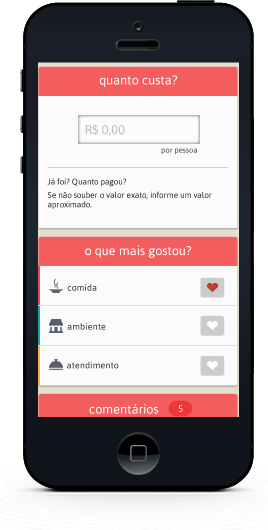 quanto custa?
R$ 0,00
por pessoa
Já foi? Quanto pagou?
Se não souber o valor exato, informe um valor
aproximado.
o que mais gostou?
comida
ambiente
atendimento
comentários 5